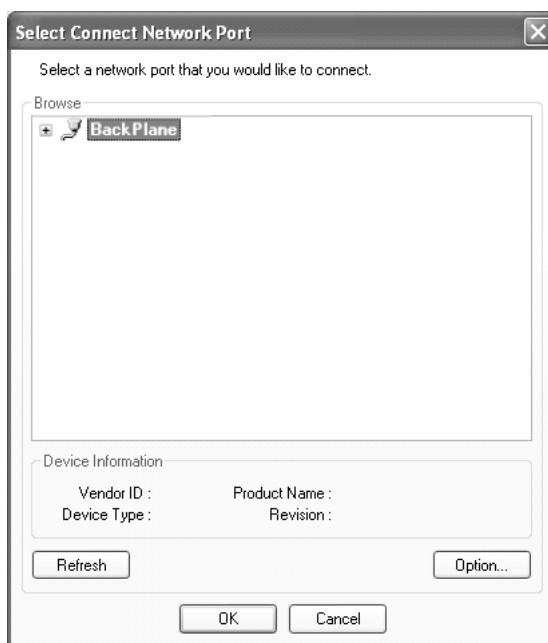 Select Connect Network Port
Select a network port that you would like to connect.
Browse
BackPlane
Device Information
Vendor ID :
Product Name :
Device Type :
Revision :
Refresh
Option...
OK
Cancel